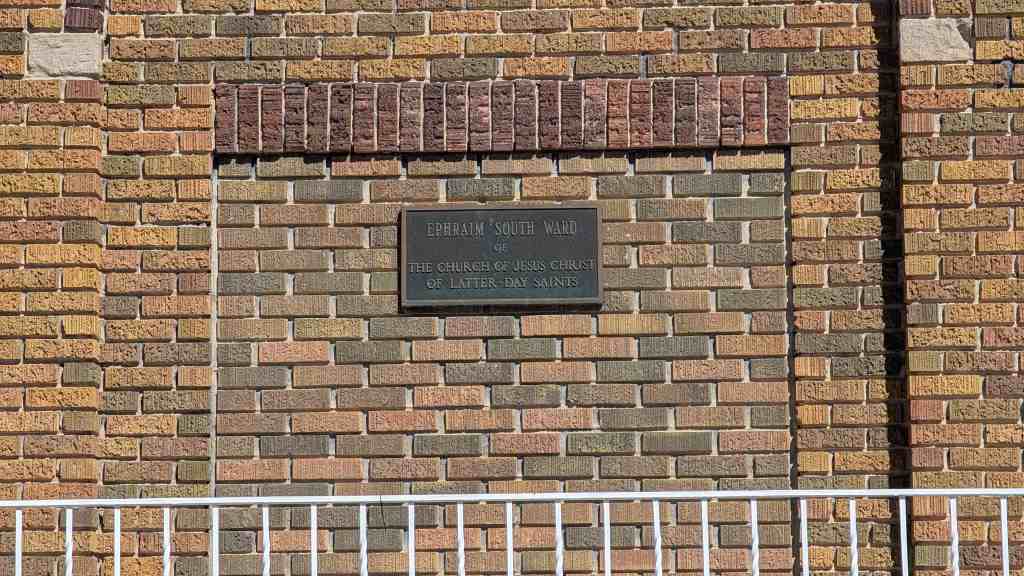 EPHRAIM SOUTH WARD
OF
THE CHURCH OF JESUS CHRIST
OF LATTER-DAY SAINTS